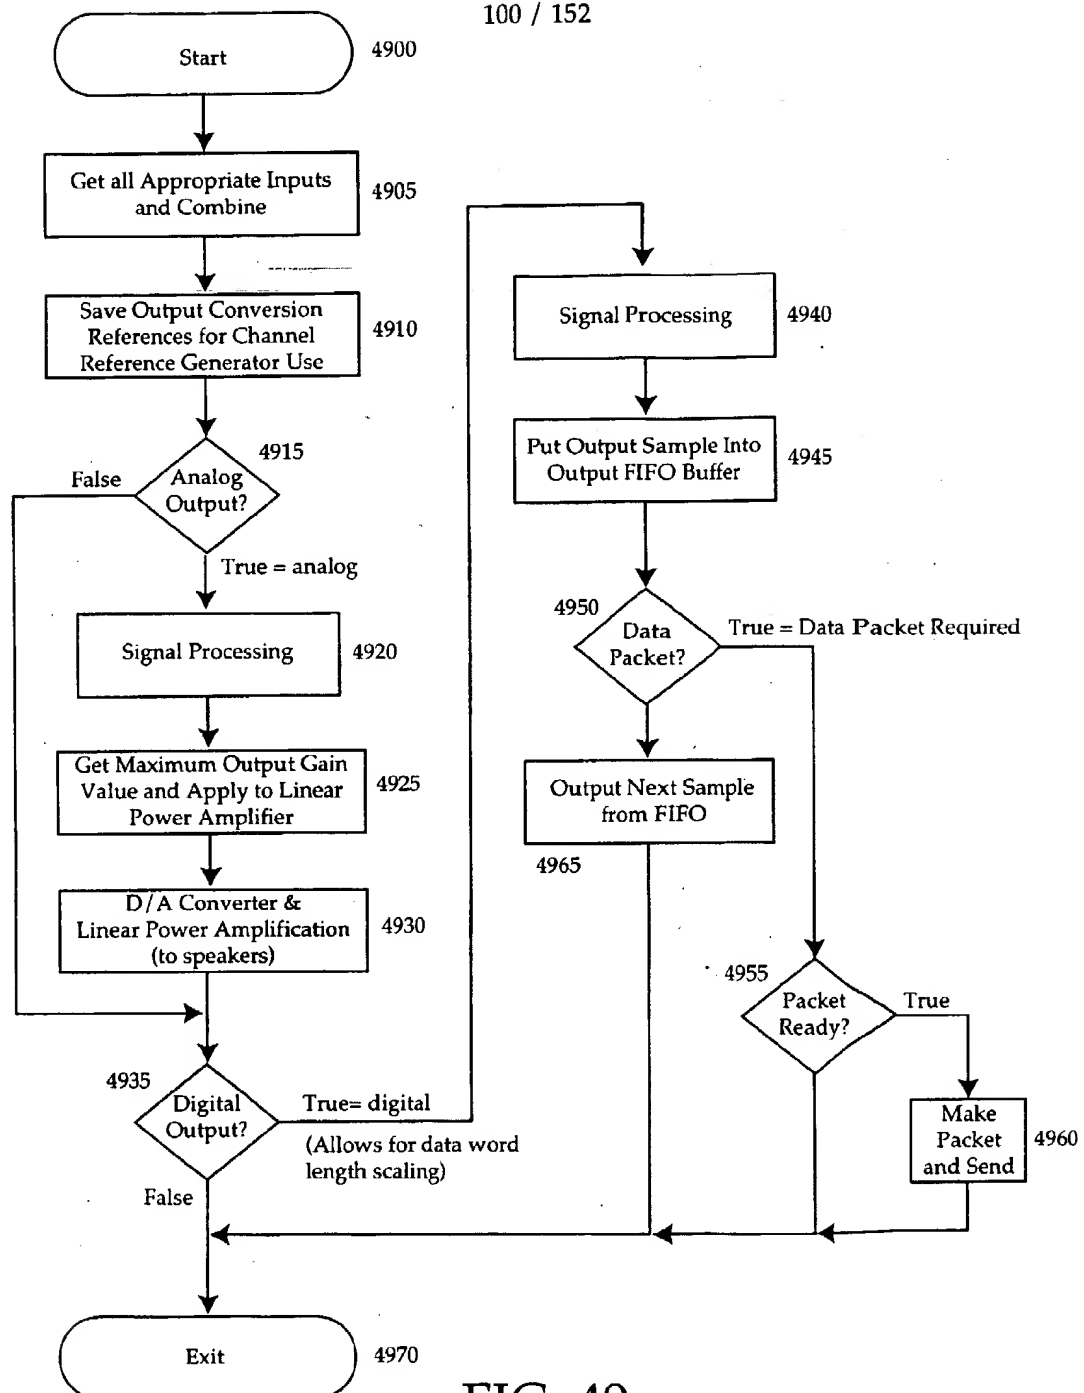 100 / 152
Start
4900
Get all Appropriate Inputs
and Combine
4905
Save Output Conversion
References for Channel
Reference Generator Use
4910
4915
Analog
Output?
False
True = analog
Signal Processing
4920
Get Maximum Output Gain
Value and Apply to Linear
Power Amplifier
4925
D/A Converter &
Linear Power Amplification
(to speakers)
4930
4935
Digital
Output?
True= digital
(Allows for data word
length scaling)
False
Signal Processing
4940
Put Output Sample Into
Output FIFO Buffer
4945
4950
Data
Packet?
True = Data Packet Required
Output Next Sample
from FIFO
4965
4955
Packet
Ready?
True
Make
Packet
and Send
4960
Exit
4970
FIG. 49